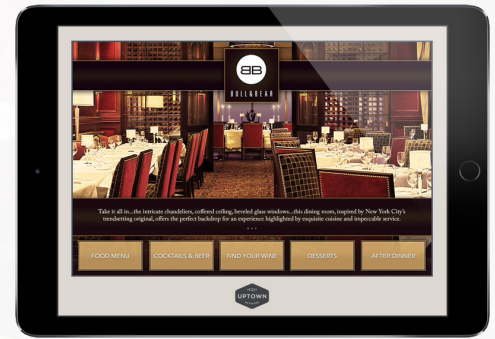 BB
BULL&BEAR
Take it all in...the intricate chandeliers, coffered ceiling, beveled glass windows...this dining room, inspired by New York City's
trendsetting original, offers the perfect backdrop for an experience highlighted by exquisite cuisine and impeccable service.
FOOD MENU
COCKTAILS & BEER
FIND YOUR WINE
DESSERTS
AFTER DINNER
UPTOWN